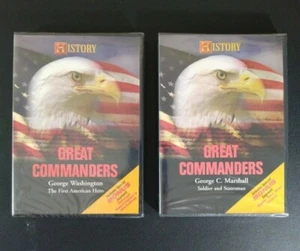 HISTORY
GREAT
COMMANDERS
George Washington
The First American Hero
HISTORY
GREAT
COMMANDERS
George C. Marshall
Soldier and Statesman